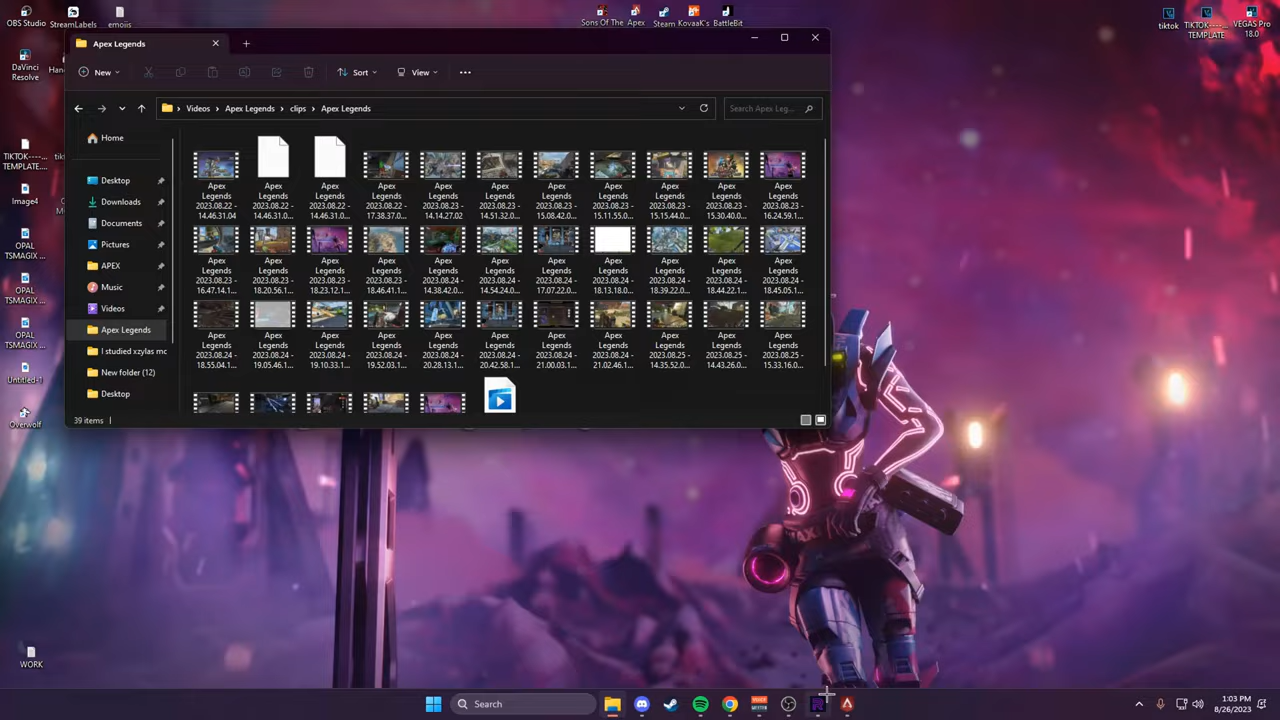 OBS Studio
StreamLabels
emojis
Sons Of The
Apex
Steam
KovaaK's
BattleBit
tiktok
TIKTOK----...
TEMPLATE
VEGAS Pro
18.0
Apex Legends
DaVinci
Resolve
New
Sort
View
Videos
Apex Legends
clips
Apex Legends
Search Apex Leg...
Home
Desktop
Downloads
Documents
Pictures
APEX
Music
Videos
Apex Legends
I studied xzylas mc
New folder (12)
Desktop
TIKTOK----...
TEMPLATE....
Image4
OPAL
TSMAGIX ...
OPAL
TSMAGIX ...
OPAL
TSMAGIX ...
Untitled-1
Overwolf
WORK
Apex Legends 2023.08.22 - 14.46.31.04
Apex Legends 2023.08.22 - 14.46.31.0...
Apex Legends 2023.08.22 - 14.46.31.0...
Apex Legends 2023.08.22 - 17.38.37.0...
Apex Legends 2023.08.23 - 14.14.27.02
Apex Legends 2023.08.23 - 14.51.32.0...
Apex Legends 2023.08.23 - 15.08.42.0...
Apex Legends 2023.08.23 - 15.11.55.0...
Apex Legends 2023.08.23 - 15.15.44.0...
Apex Legends 2023.08.23 - 15.30.40.0...
Apex Legends 2023.08.23 - 16.24.59.1...
Apex Legends 2023.08.23 - 16.47.14.1...
Apex Legends 2023.08.23 - 18.20.56.1...
Apex Legends 2023.08.23 - 18.23.12.1...
Apex Legends 2023.08.23 - 18.46.41.1...
Apex Legends 2023.08.24 - 14.38.42.0...
Apex Legends 2023.08.24 - 14.54.24.0...
Apex Legends 2023.08.24 - 17.07.22.0...
Apex Legends 2023.08.24 - 18.13.18.0...
Apex Legends 2023.08.24 - 18.39.22.0...
Apex Legends 2023.08.24 - 18.44.22.1...
Apex Legends 2023.08.24 - 18.45.05.1...
Apex Legends 2023.08.24 - 18.55.04.1...
Apex Legends 2023.08.24 - 19.05.46.1...
Apex Legends 2023.08.24 - 19.10.33.1...
Apex Legends 2023.08.24 - 19.52.03.1...
Apex Legends 2023.08.24 - 20.28.13.1...
Apex Legends 2023.08.24 - 20.42.58.1...
Apex Legends 2023.08.24 - 21.00.03.1...
Apex Legends 2023.08.24 - 21.02.46.1...
Apex Legends 2023.08.25 - 14.35.52.0...
Apex Legends 2023.08.25 - 14.43.26.0...
Apex Legends 2023.08.25 - 15.33.16.0...
39 items
Search
1:03 PM
8/26/2023